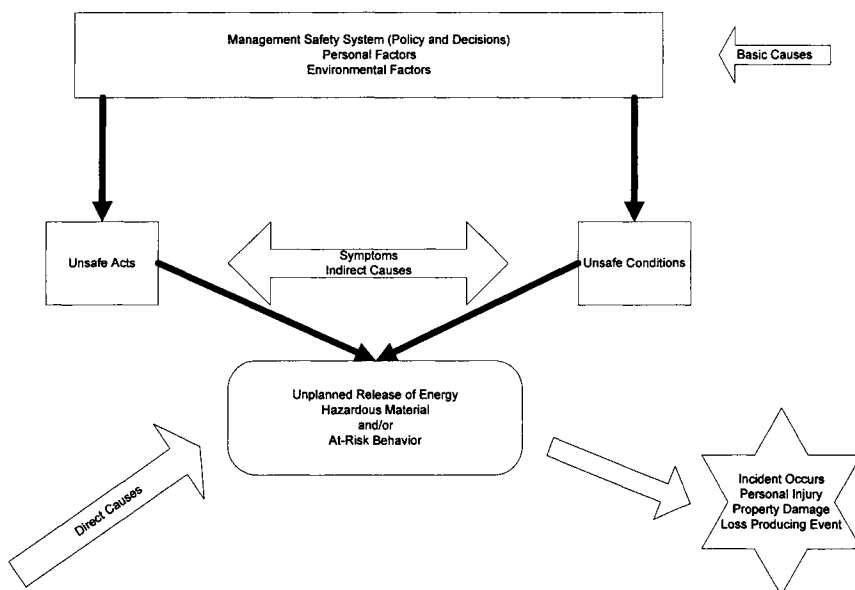 Management Safety System (Policy and Decisions)
Personal Factors
Environmental Factors
Basic Causes
Unsafe Acts
Symptoms
Indirect Causes
Unsafe Conditions
Unplanned Release of Energy
Hazardous Material
and/or
At-Risk Behavior
Direct Causes
Incident Occurs
Personal Injury
Property Damage
Loss Producing Event